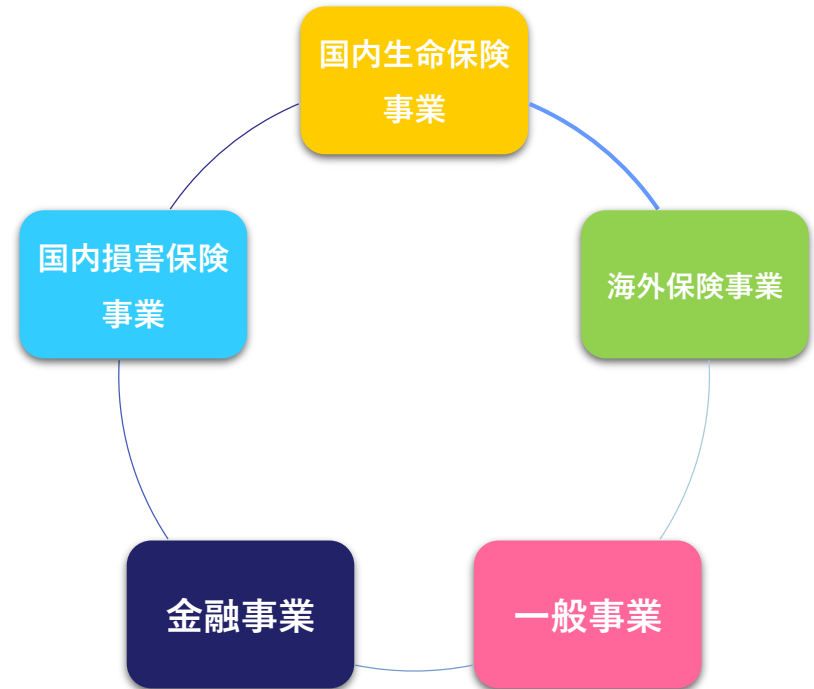 国内生命保険
事業
国内損害保険
事業
海外保険事業
金融事業
一般事業